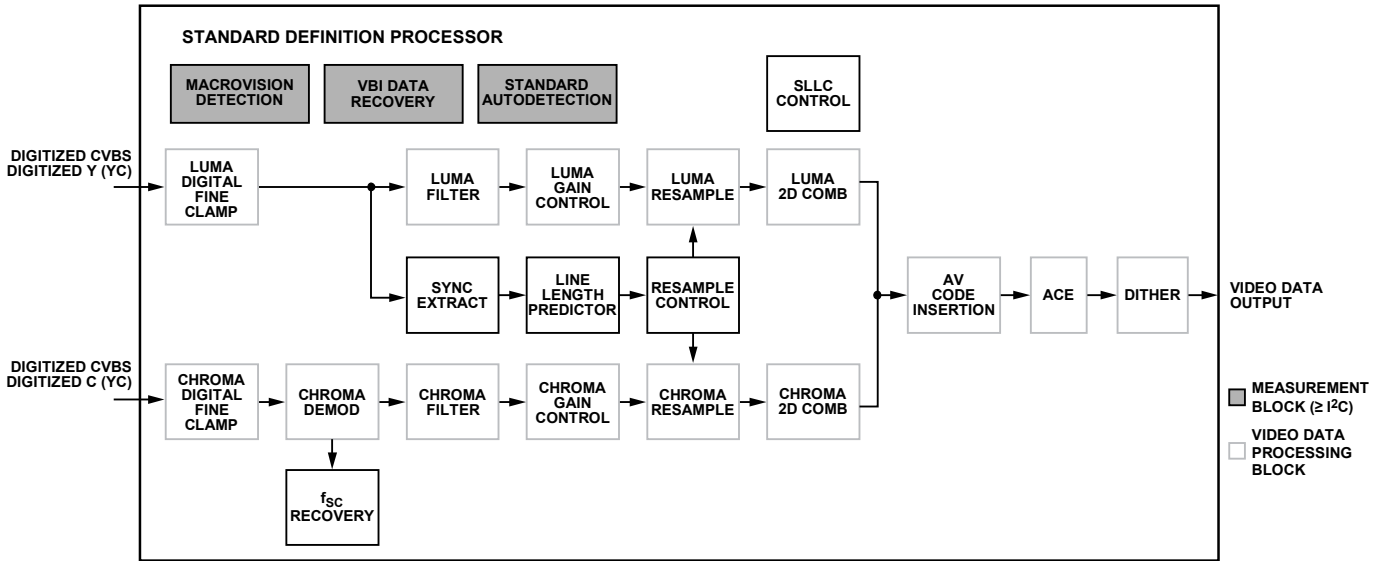 STANDARD DEFINITION PROCESSOR
MACROVISION
DETECTION
VBI DATA
RECOVERY
STANDARD
AUTODETECTION
SLLC
CONTROL
DIGITIZED CVBS
DIGITIZED Y (YC)
LUMA
DIGITAL
FINE
CLAMP
LUMA
FILTER
LUMA
GAIN
CONTROL
LUMA
RESAMPLE
LUMA
2D COMB
SYNC
EXTRACT
LINE
LENGTH
PREDICTOR
RESAMPLE
CONTROL
AV
CODE
INSERTION
ACE
DITHER
VIDEO DATA
OUTPUT
DIGITIZED CVBS
DIGITIZED C (YC)
CHROMA
DIGITAL
FINE
CLAMP
CHROMA
DEMOD
CHROMA
FILTER
CHROMA
GAIN
CONTROL
CHROMA
RESAMPLE
CHROMA
2D COMB
fSC
RECOVERY
MEASUREMENT
BLOCK (≥ I²C)
VIDEO DATA
PROCESSING
BLOCK